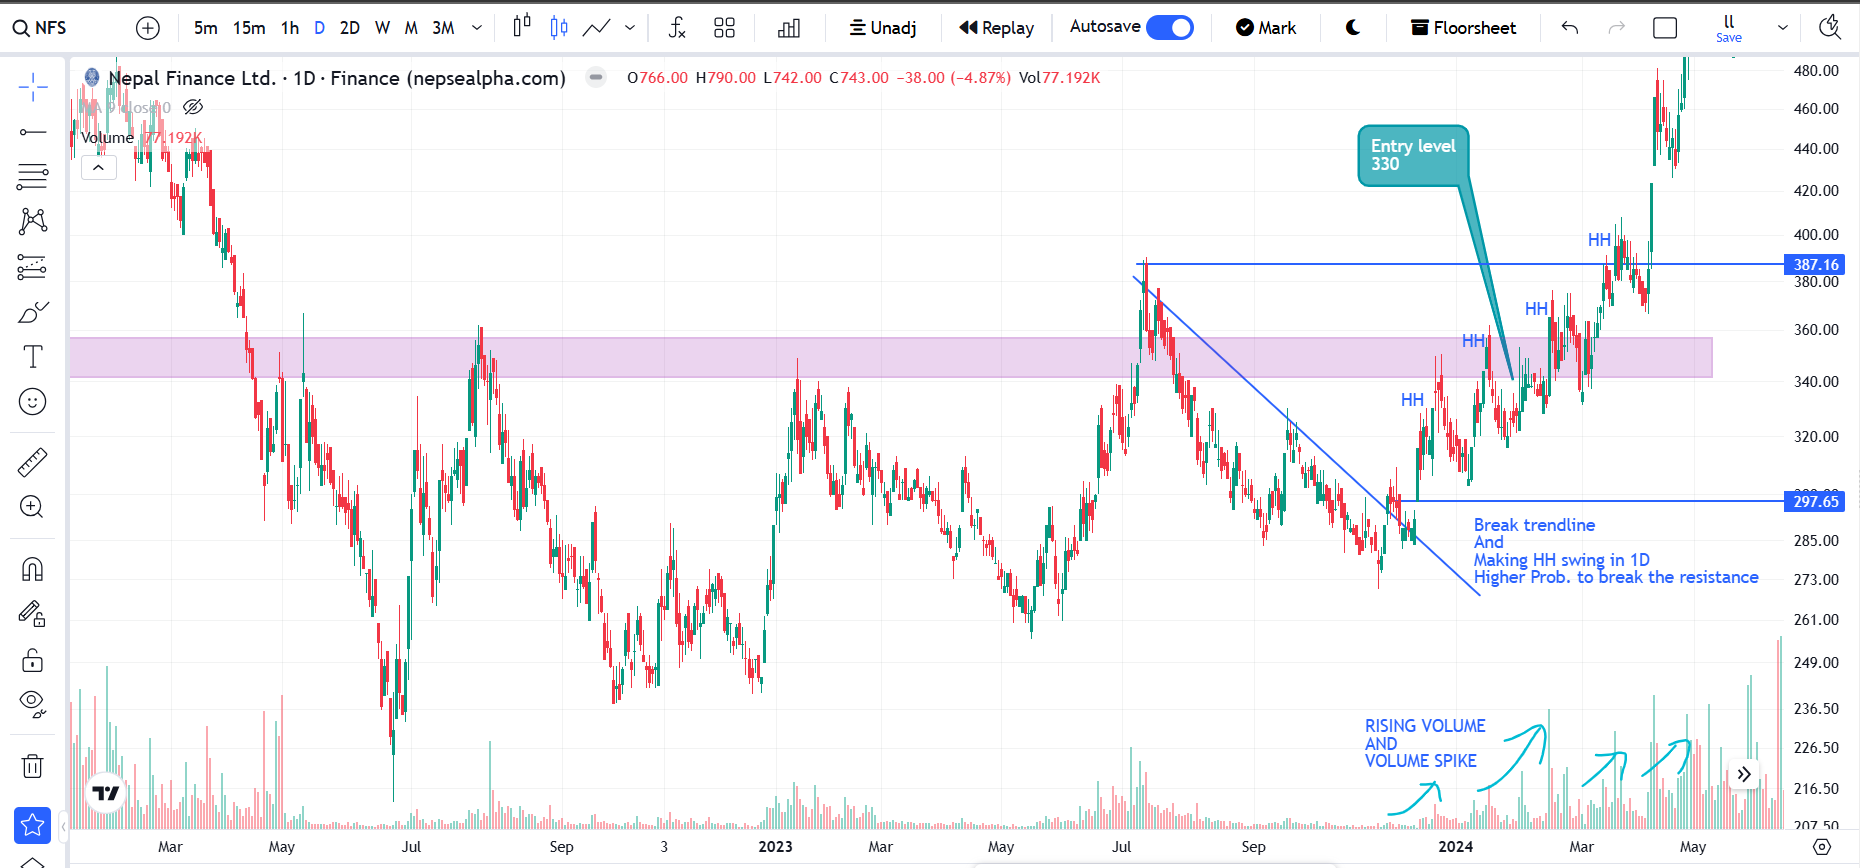 NFS
5m 15m 1h D 2D W M 3M
Unadj
Replay
Autosave
Mark
Floorsheet
ll
Save
Nepal Finance Ltd. · 1D · Finance (nepsealpha.com)
O766.00 H790.00 L742.00 C743.00 −38.00 (−4.87%) Vol77.192K
MA 9 close 0
Volume 77.192K
Entry level
330
HH
HH
HH
HH
Break trendline
And
Making HH swing in 1D
Higher Prob. to break the resistance
RISING VOLUME
AND
VOLUME SPIKE
480.00
460.00
440.00
420.00
400.00
387.16
380.00
360.00
340.00
320.00
297.65
285.00
273.00
261.00
249.00
236.50
226.50
216.50
207.50
Mar May Jul Sep 3 2023 Mar May Jul Sep 2024 Mar May